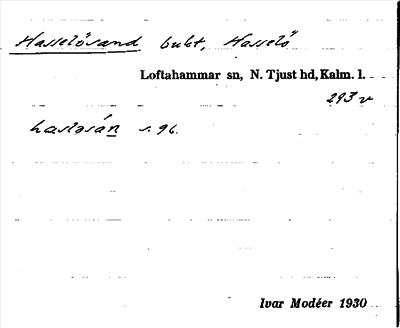 Hasselösand bukt, Hasselö
Loftahammar sn, N. Tjust hd, Kalm. l.
293 v
hasləsán s. 96.
Ivar Modéer 1930